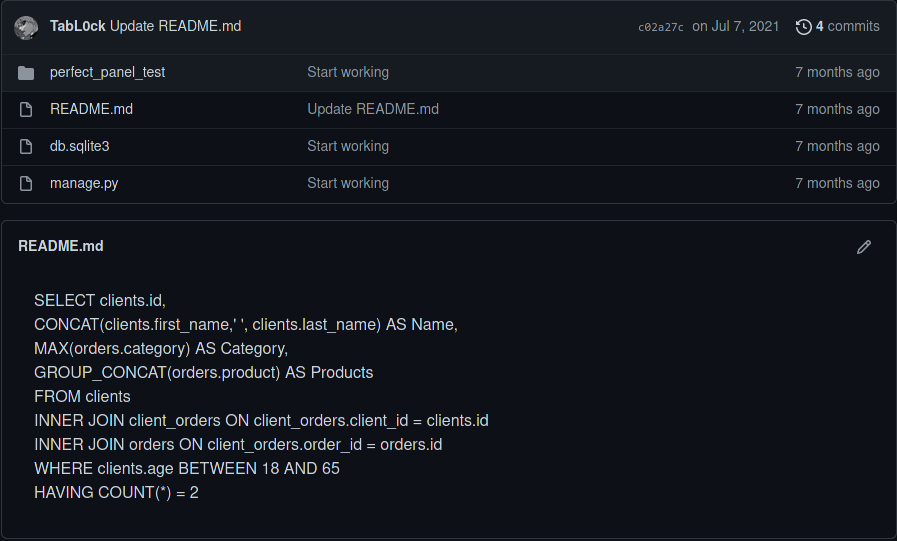 TabL0ck Update README.md c02a27c on Jul 7, 2021 4 commits
perfect_panel_test Start working 7 months ago
README.md Update README.md 7 months ago
db.sqlite3 Start working 7 months ago
manage.py Start working 7 months ago
README.md
SELECT clients.id,
CONCAT(clients.first_name,' ', clients.last_name) AS Name,
MAX(orders.category) AS Category,
GROUP_CONCAT(orders.product) AS Products
FROM clients
INNER JOIN client_orders ON client_orders.client_id = clients.id
INNER JOIN orders ON client_orders.order_id = orders.id
WHERE clients.age BETWEEN 18 AND 65
HAVING COUNT(*) = 2